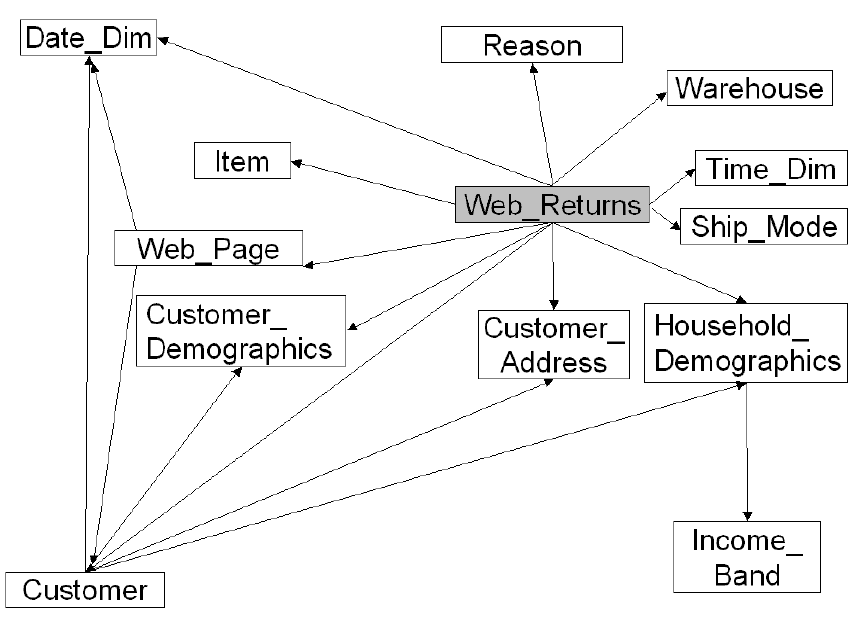 Date_Dim
Reason
Warehouse
Item
Time_Dim
Web_Returns
Ship_Mode
Web_Page
Customer_
Demographics
Customer_
Address
Household_
Demographics
Income_
Band
Customer